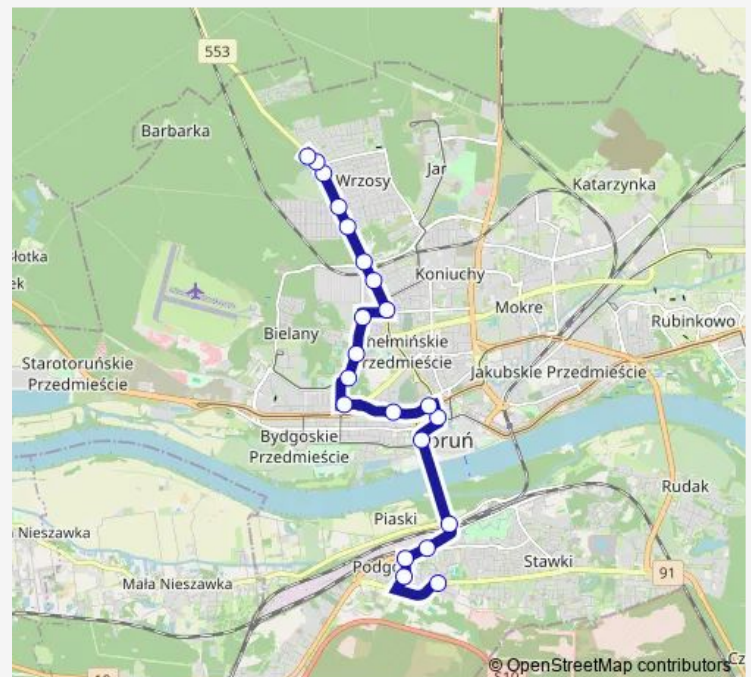 553
Barbarka
Wrzosy
Jar
Katarzynka
Koniuchy
Mokre
Rubinkowo
Bielany
Starotoruńskie
Przedmieście
Jakubskie Przedmieście
Bydgoskie
Przedmieście
Rudak
Piaski
Nieszawka
Stawki
Mała Nieszawka
91
© OpenStreetMap contributors